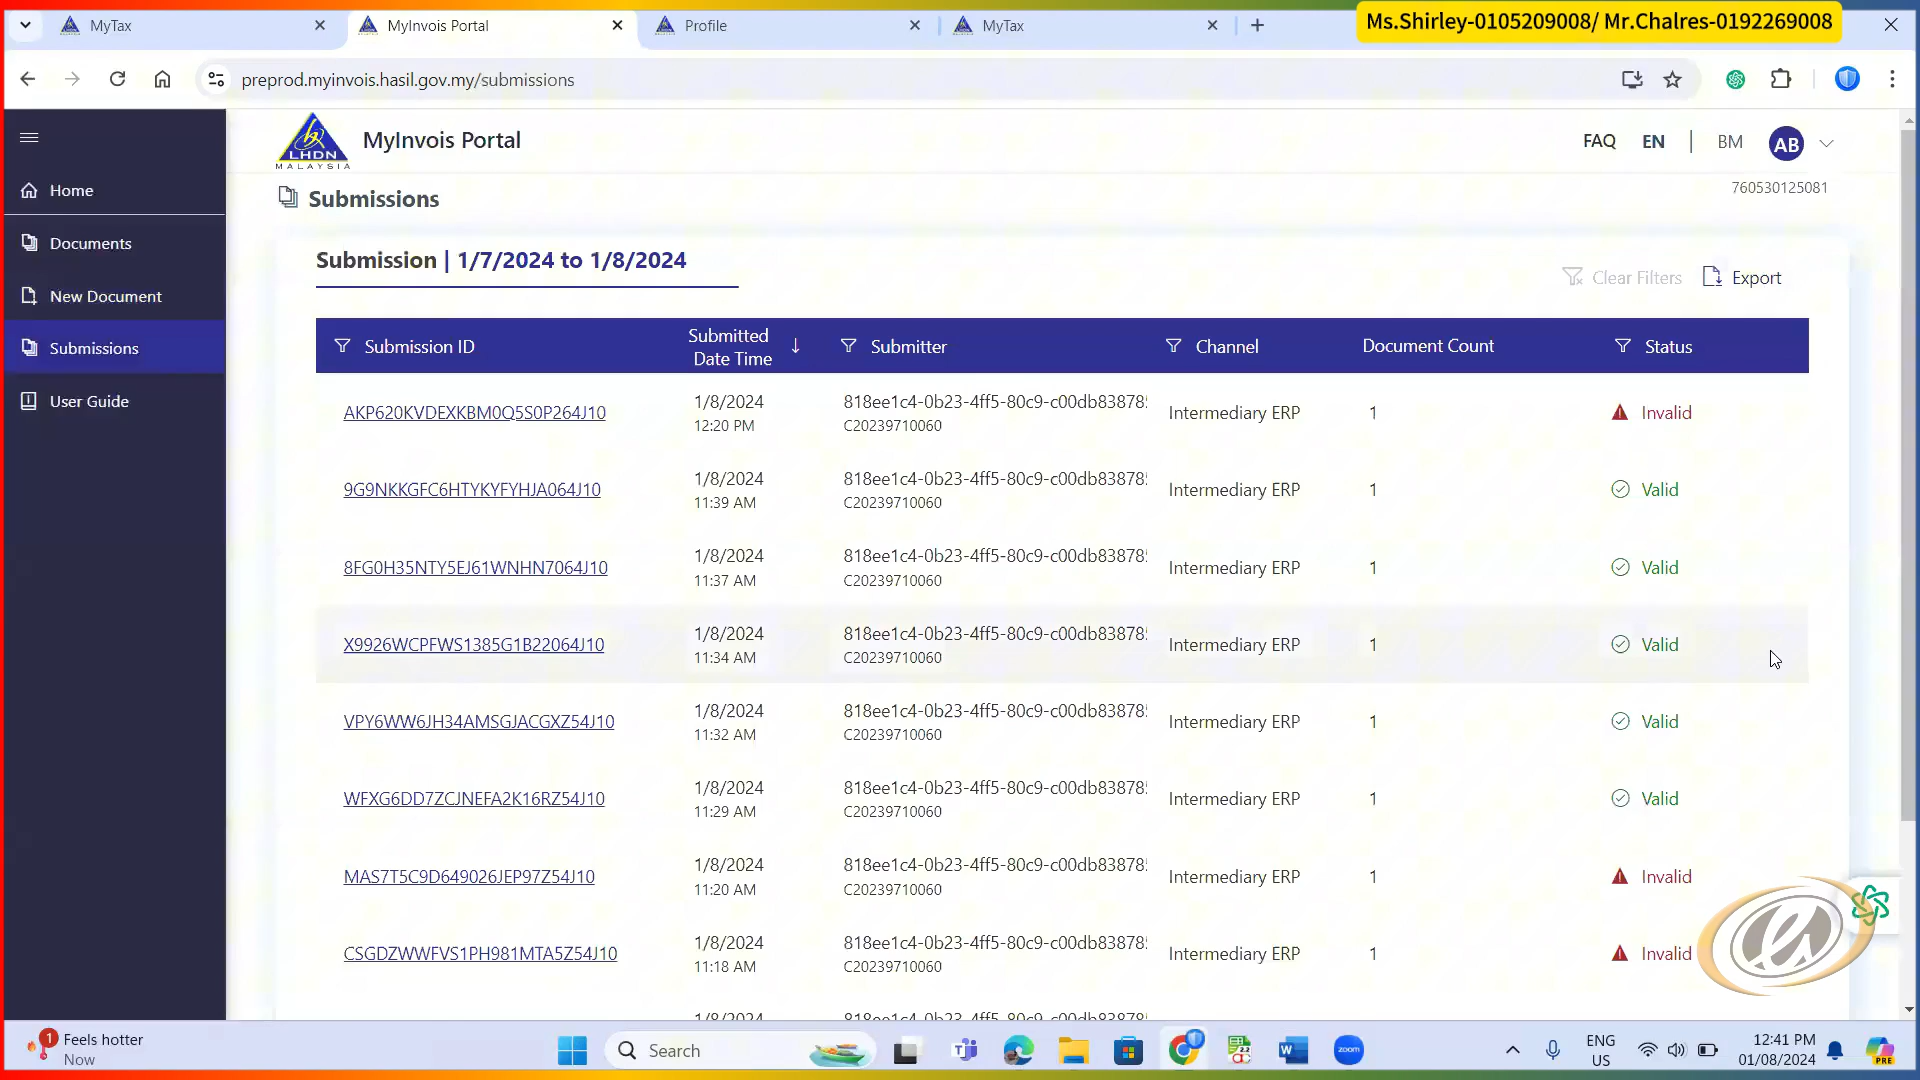 MyTax
MyInvois Portal
Profile
MyTax
Ms.Shirley-0105209008/ Mr.Chalres-0192269008
preprod.myinvois.hasil.gov.my/submissions
LHDN
MALAYSIA
MyInvois Portal
FAQ
EN
BM
AB
760530125081
Home
Documents
New Document
Submissions
User Guide
Submissions
Submission | 1/7/2024 to 1/8/2024
Clear Filters
Export
Submission ID
Submitted
Date Time
Submitter
Channel
Document Count
Status
AKP620KVDEXKBM0Q5S0P264J10
1/8/2024
12:20 PM
818ee1c4-0b23-4ff5-80c9-c00db83878
C20239710060
Intermediary ERP
1
Invalid
9G9NKKGFC6HTYKYFYHJA064J10
1/8/2024
11:39 AM
818ee1c4-0b23-4ff5-80c9-c00db83878
C20239710060
Intermediary ERP
1
Valid
8FG0H35NTY5EJ61WNHN7064J10
1/8/2024
11:37 AM
818ee1c4-0b23-4ff5-80c9-c00db83878
C20239710060
Intermediary ERP
1
Valid
X9926WCPFWS1385G1B22064J10
1/8/2024
11:34 AM
818ee1c4-0b23-4ff5-80c9-c00db83878
C20239710060
Intermediary ERP
1
Valid
VPY6WW6JH34AMSGJACGXZ54J10
1/8/2024
11:32 AM
818ee1c4-0b23-4ff5-80c9-c00db83878
C20239710060
Intermediary ERP
1
Valid
WFXG6DD7ZCJNEFA2K16RZ54J10
1/8/2024
11:29 AM
818ee1c4-0b23-4ff5-80c9-c00db83878
C20239710060
Intermediary ERP
1
Valid
MAS7T5C9D649026JEP97Z54J10
1/8/2024
11:20 AM
818ee1c4-0b23-4ff5-80c9-c00db83878
C20239710060
Intermediary ERP
1
Invalid
CSGDZWWFVS1PH981MTA5Z54J10
1/8/2024
11:18 AM
818ee1c4-0b23-4ff5-80c9-c00db83878
C20239710060
Intermediary ERP
1
Invalid
1
Feels hotter
Now
Search
zoom
ENG
US
12:41 PM
01/08/2024
PRE